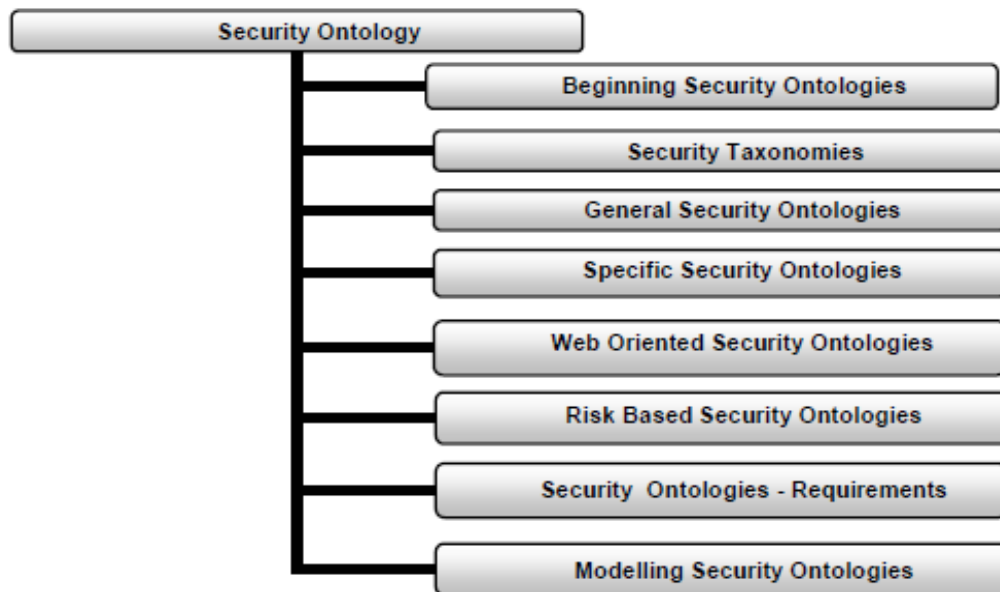 Security Ontology
Beginning Security Ontologies
Security Taxonomies
General Security Ontologies
Specific Security Ontologies
Web Oriented Security Ontologies
Risk Based Security Ontologies
Security Ontologies - Requirements
Modelling Security Ontologies